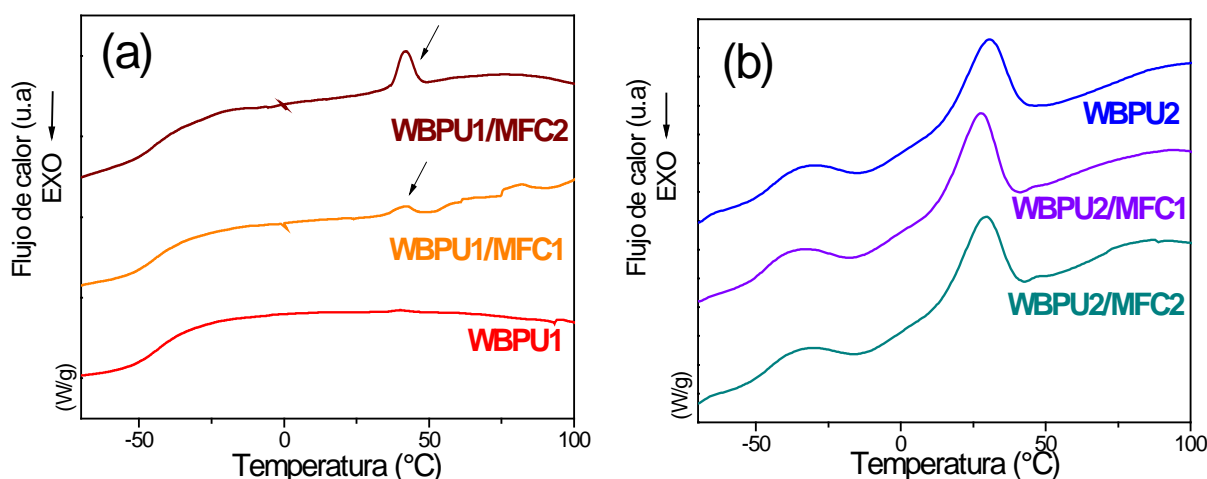 (a)
Flujo de calor (u.a)
EXO
(W/g)
WBPU1/MFC2
WBPU1/MFC1
WBPU1
-50 0 50 100
Temperatura (°C)
(b)
Flujo de calor (u.a)
EXO
(W/g)
WBPU2
WBPU2/MFC1
WBPU2/MFC2
-50 0 50 100
Temperatura (°C)